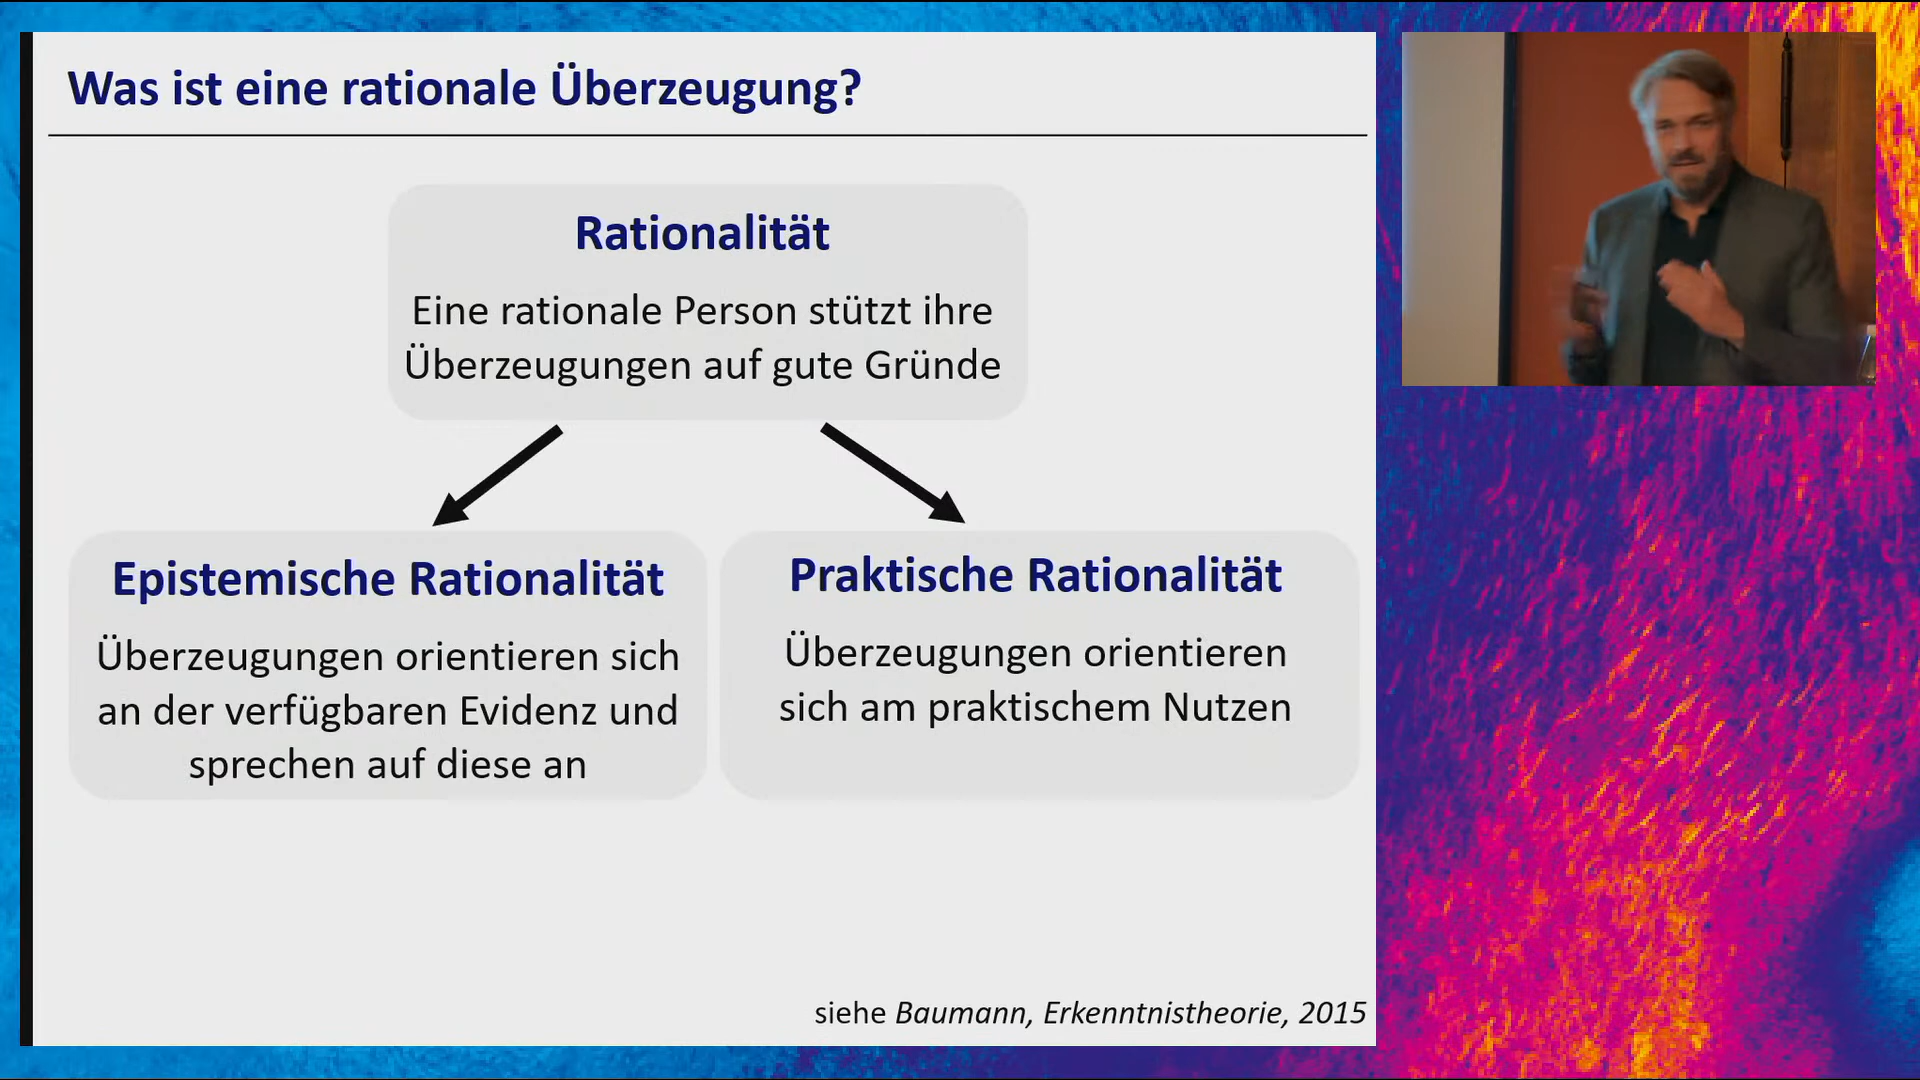 Was ist eine rationale Überzeugung?
Rationalität
Eine rationale Person stützt ihre
Überzeugungen auf gute Gründe
Epistemische Rationalität
Überzeugungen orientieren sich
an der verfügbaren Evidenz und
sprechen auf diese an
Praktische Rationalität
Überzeugungen orientieren
sich am praktischem Nutzen
siehe Baumann, Erkenntnistheorie, 2015